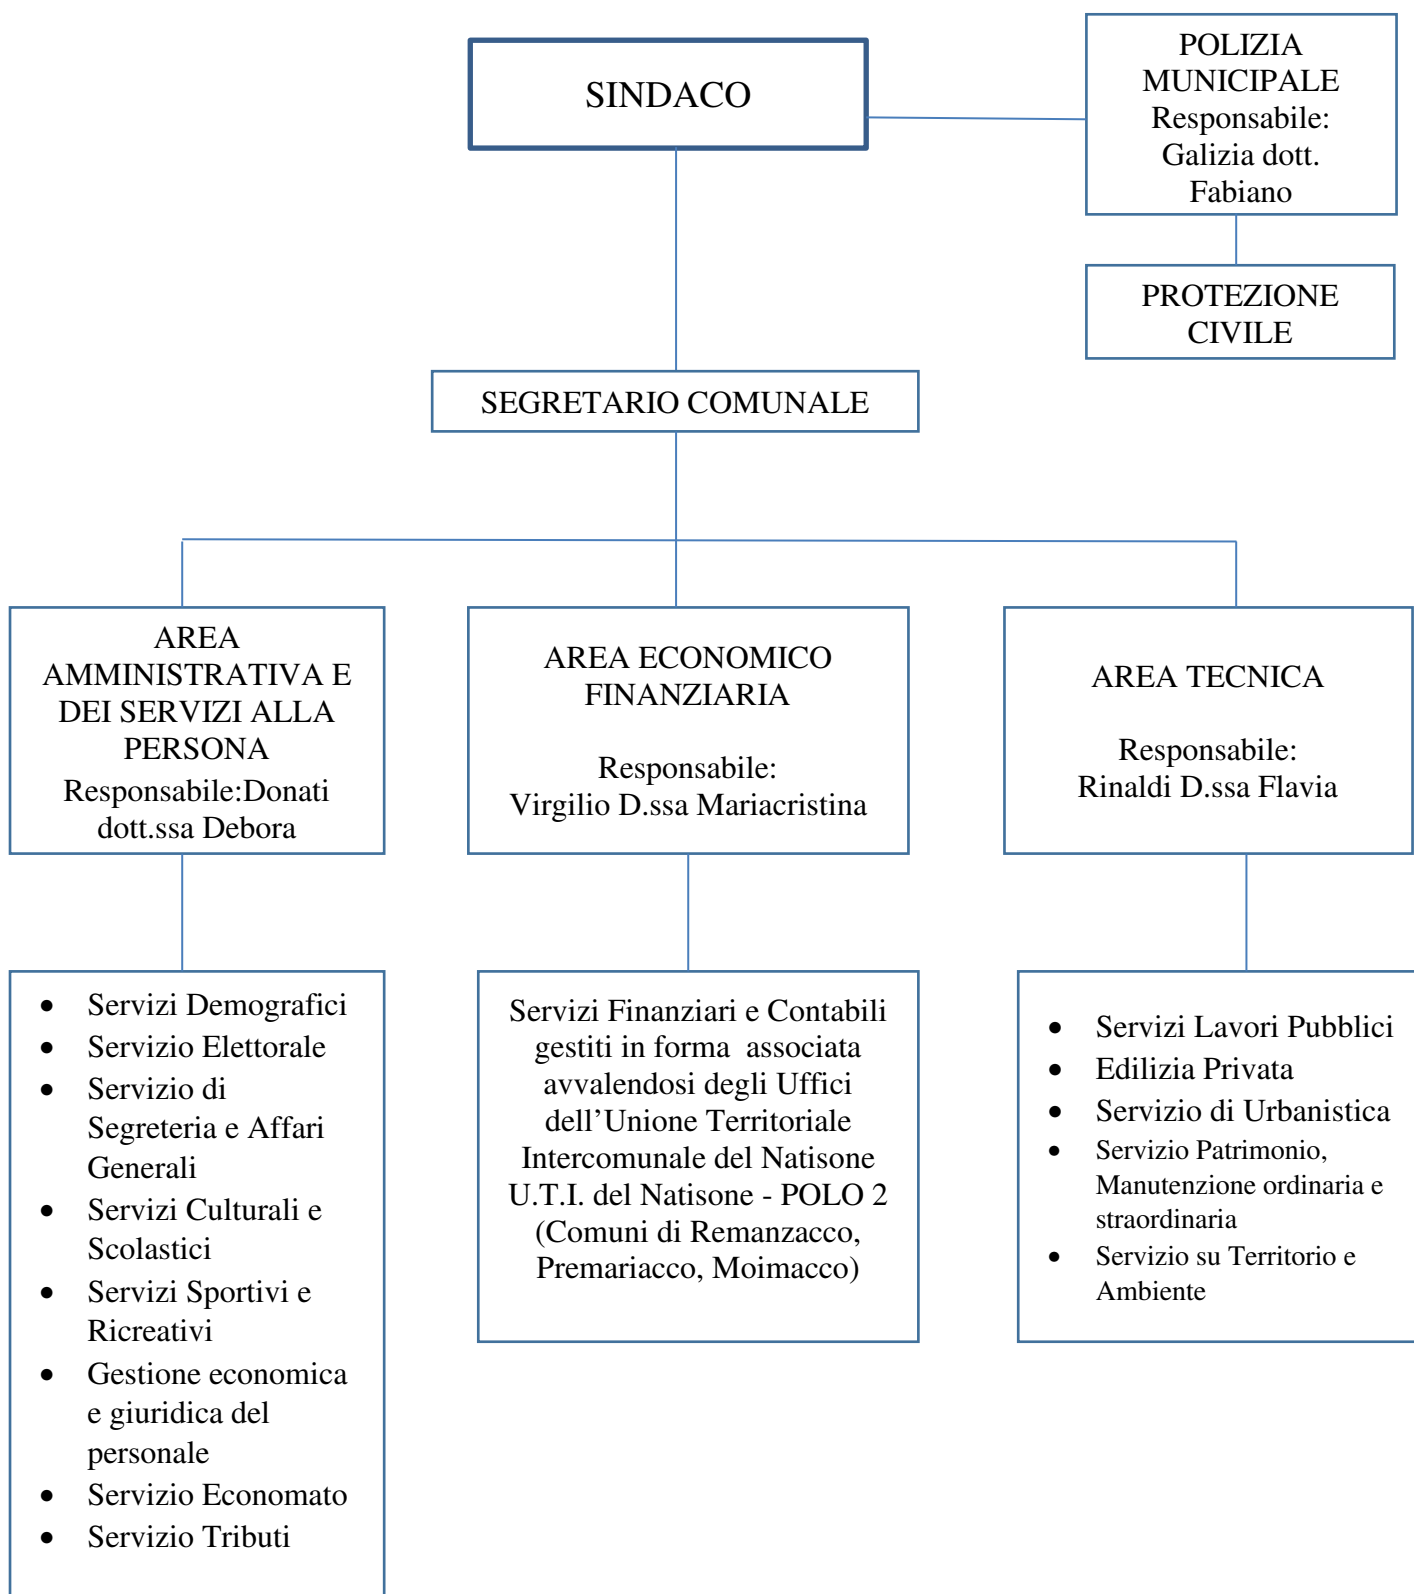 SINDACO
POLIZIA
MUNICIPALE
Responsabile:
Galizia dott.
Fabiano
PROTEZIONE
CIVILE
SEGRETARIO COMUNALE
AREA
AMMINISTRATIVA E
DEI SERVIZI ALLA
PERSONA
Responsabile:Donati
dott.ssa Debora
AREA ECONOMICO
FINANZIARIA
Responsabile:
Virgilio D.ssa Mariacristina
AREA TECNICA
Responsabile:
Rinaldi D.ssa Flavia
• Servizi Demografici
• Servizio Elettorale
• Servizio di
Segreteria e Affari
Generali
• Servizi Culturali e
Scolastici
• Servizi Sportivi e
Ricreativi
• Gestione economica
e giuridica del
personale
• Servizio Economato
• Servizio Tributi
Servizi Finanziari e Contabili
gestiti in forma  associata
avvalendosi degli Uffici
dell’Unione Territoriale
Intercomunale del Natisone
U.T.I. del Natisone - POLO 2
(Comuni di Remanzacco,
Premariacco, Moimacco)
• Servizi Lavori Pubblici
• Edilizia Privata
• Servizio di Urbanistica
• Servizio Patrimonio,
Manutenzione ordinaria e
straordinaria
• Servizio su Territorio e
Ambiente